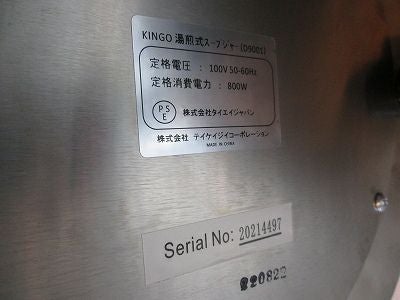 KINGO 湯煎式スープジャー(D9001)
定格電圧 : 100V 50-60Hz
定格消費電力 : 800W
PSE 株式会社タイエイジャパン
株式会社 テイケイジイコーポレーション
MADE IN CHINA
Serial No: 20214497
220822